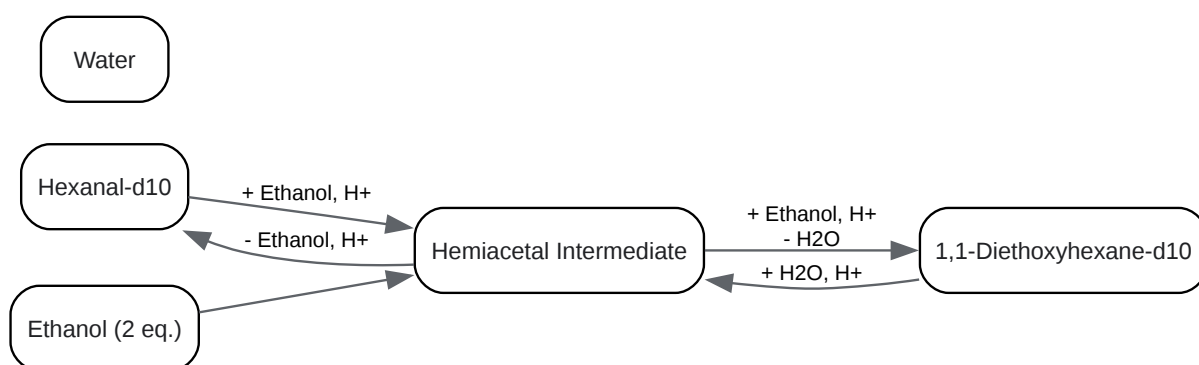 Water
Hexanal-d10
+ Ethanol, H+
- Ethanol, H+
Ethanol (2 eq.)
Hemiacetal Intermediate
+ Ethanol, H+
- H2O
+ H2O, H+
1,1-Diethoxyhexane-d10